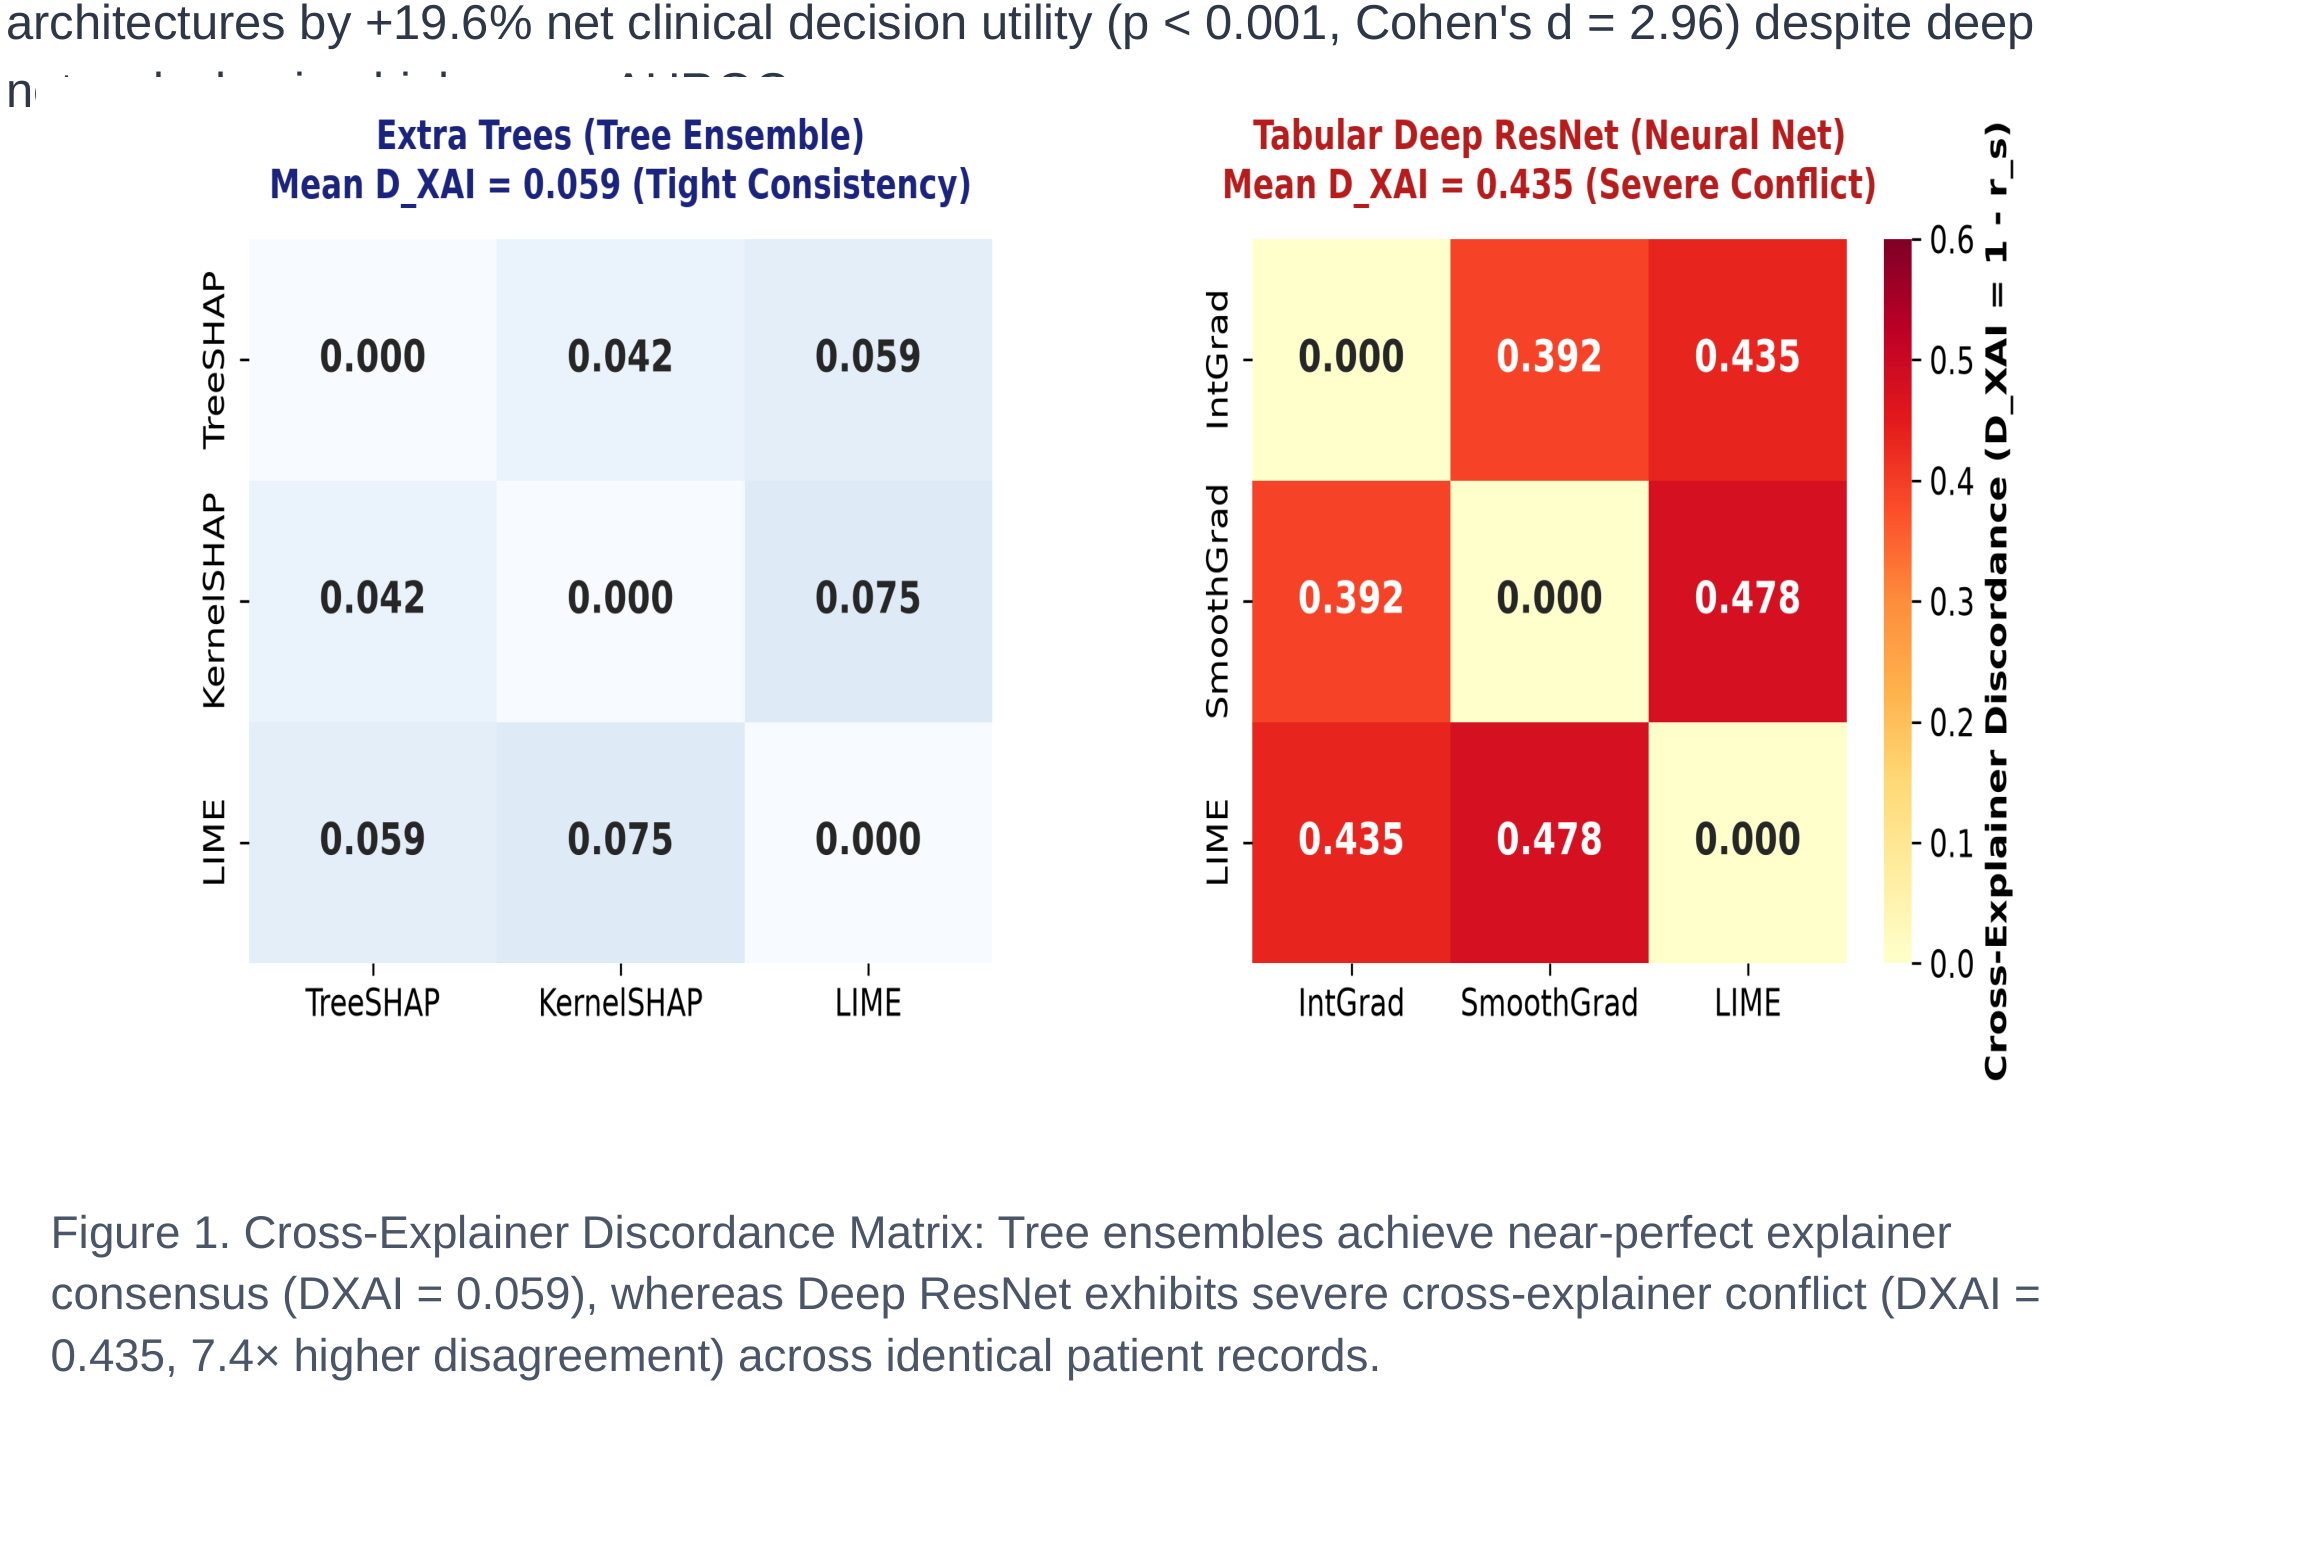 architectures by +19.6% net clinical decision utility (p < 0.001, Cohen's d = 2.96) despite deep
Extra Trees (Tree Ensemble)
Mean D_XAI = 0.059 (Tight Consistency)
TreeSHAP
KernelSHAP
LIME
0.000 0.042 0.059
0.042 0.000 0.075
0.059 0.075 0.000
TreeSHAP KernelSHAP LIME
Tabular Deep ResNet (Neural Net)
Mean D_XAI = 0.435 (Severe Conflict)
IntGrad
SmoothGrad
LIME
0.000 0.392 0.435
0.392 0.000 0.478
0.435 0.478 0.000
IntGrad SmoothGrad LIME
0.6
0.5
0.4
0.3
0.2
0.1
0.0
Cross-Explainer Discordance (D_XAI = 1 - r_s)
Figure 1. Cross-Explainer Discordance Matrix: Tree ensembles achieve near-perfect explainer
consensus (DXAI = 0.059), whereas Deep ResNet exhibits severe cross-explainer conflict (DXAI =
0.435, 7.4× higher disagreement) across identical patient records.